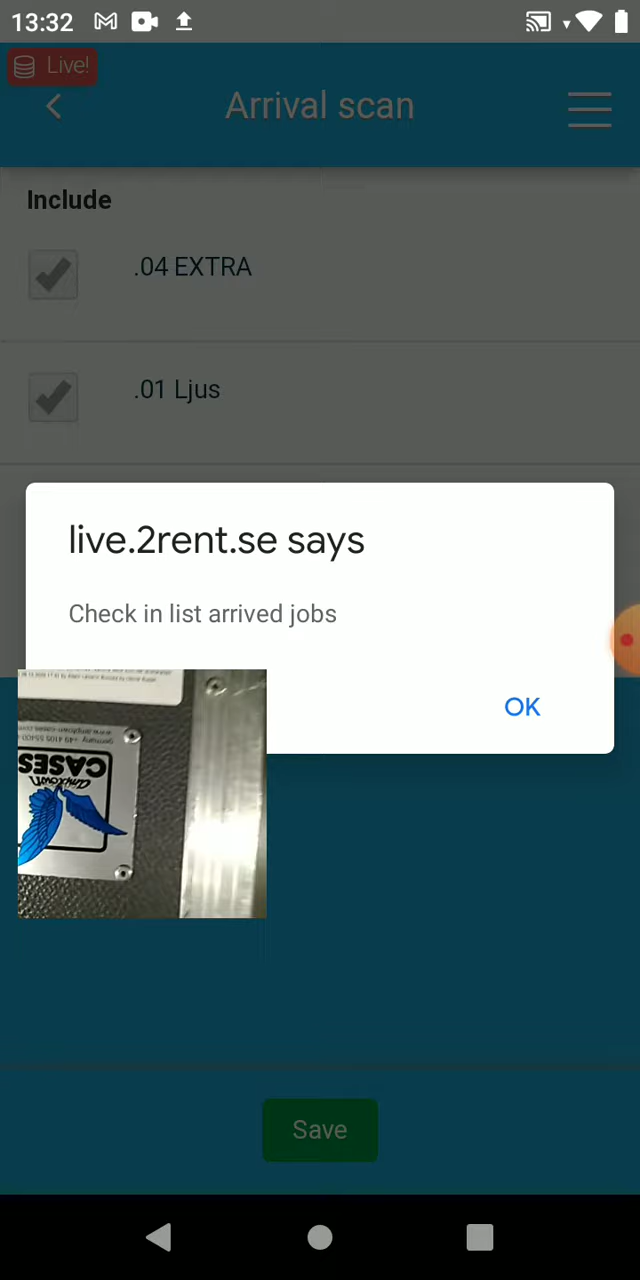 13:32
Live!
Arrival scan
Include
.04 EXTRA
.01 Ljus
live.2rent.se says
Check in list arrived jobs
OK
CASES
amptown
Save